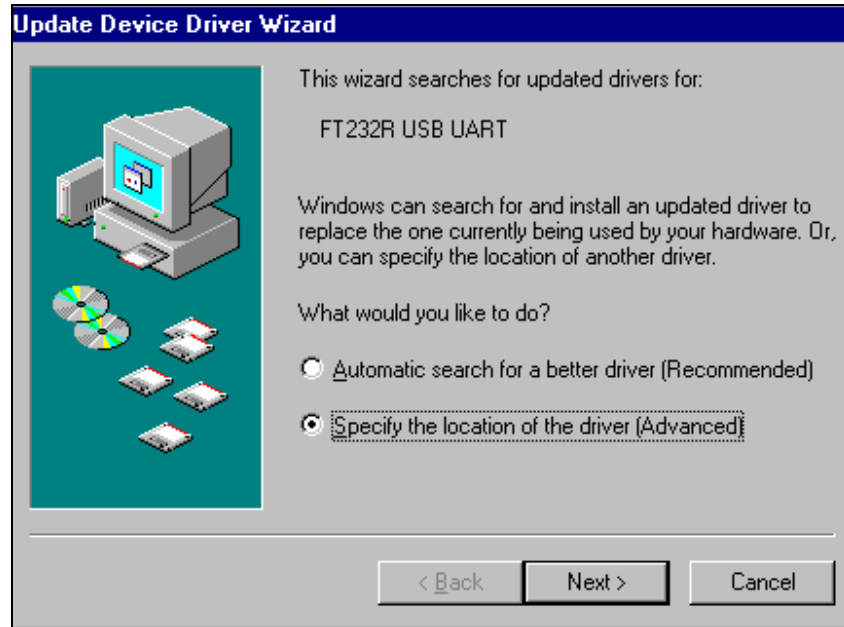 Update Device Driver Wizard
This wizard searches for updated drivers for:
FT232R USB UART
Windows can search for and install an updated driver to
replace the one currently being used by your hardware. Or,
you can specify the location of another driver.
What would you like to do?
Automatic search for a better driver (Recommended)
Specify the location of the driver (Advanced)
< Back Next > Cancel